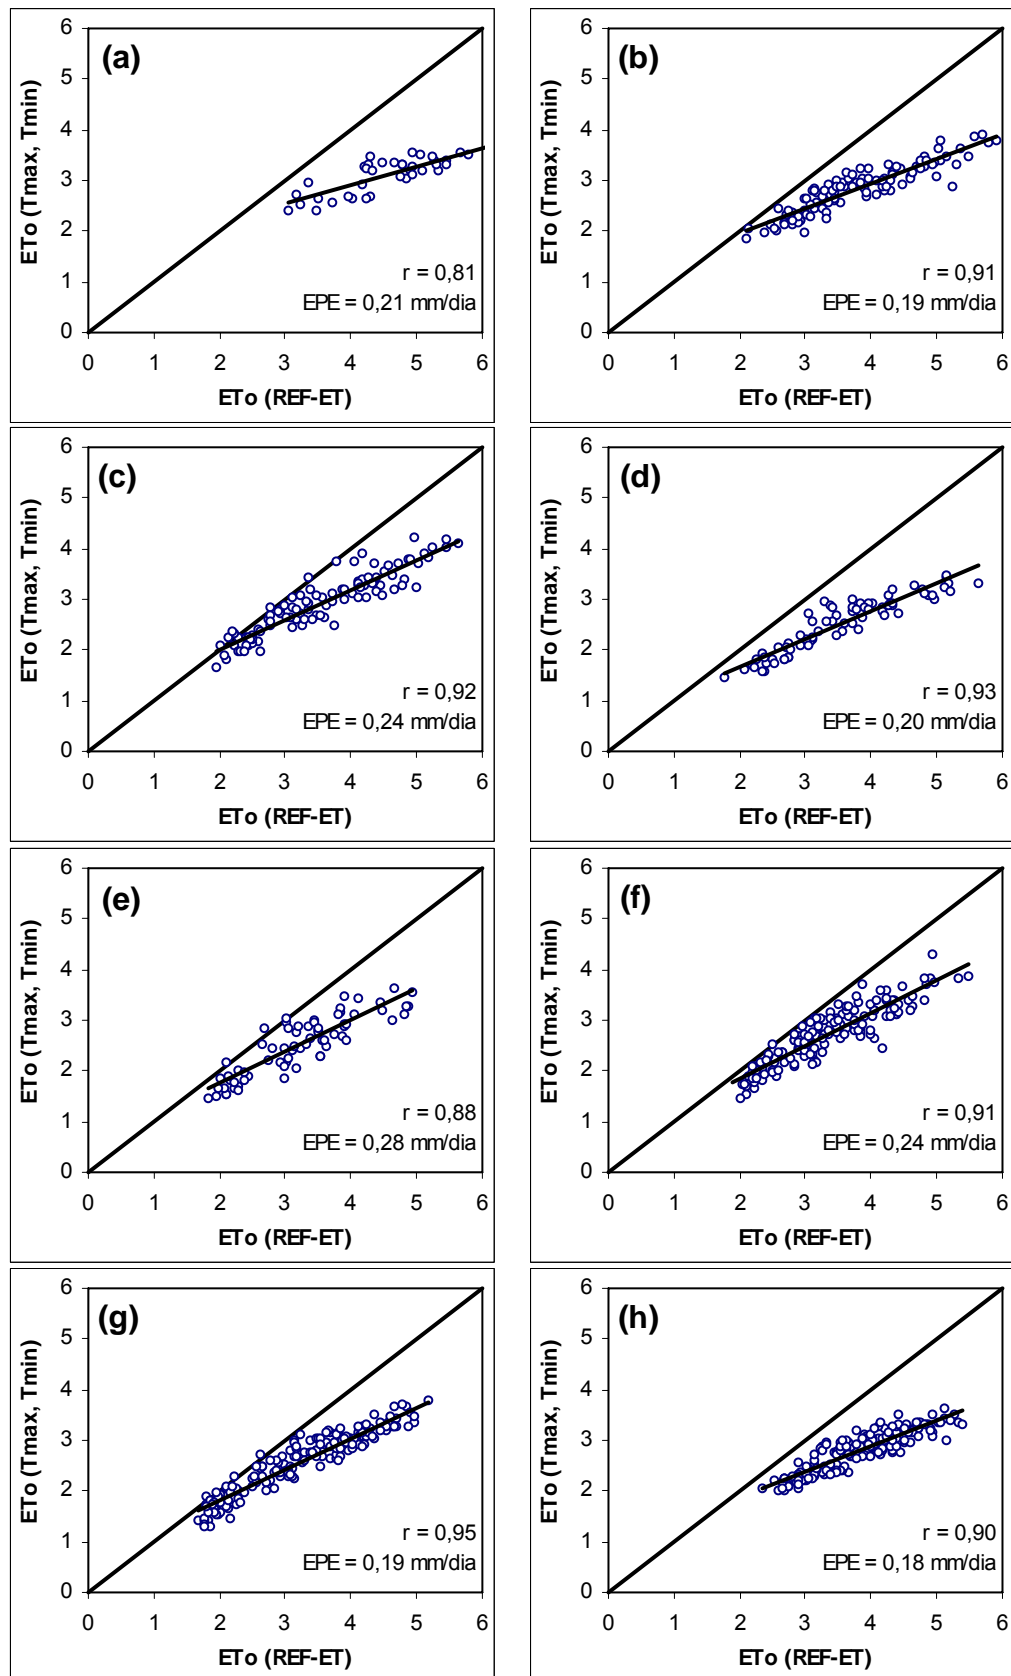 (a)
ETo (Tmax, Tmin)
6
5
4
3
2
1
0
r = 0,81
EPE = 0,21 mm/dia
0 1 2 3 4 5 6
ETo (REF-ET)
(b)
ETo (Tmax, Tmin)
6
5
4
3
2
1
0
r = 0,91
EPE = 0,19 mm/dia
0 1 2 3 4 5 6
ETo (REF-ET)
(c)
ETo (Tmax, Tmin)
6
5
4
3
2
1
0
r = 0,92
EPE = 0,24 mm/dia
0 1 2 3 4 5 6
ETo (REF-ET)
(d)
ETo (Tmax, Tmin)
6
5
4
3
2
1
0
r = 0,93
EPE = 0,20 mm/dia
0 1 2 3 4 5 6
ETo (REF-ET)
(e)
ETo (Tmax, Tmin)
6
5
4
3
2
1
0
r = 0,88
EPE = 0,28 mm/dia
0 1 2 3 4 5 6
ETo (REF-ET)
(f)
ETo (Tmax, Tmin)
6
5
4
3
2
1
0
r = 0,91
EPE = 0,24 mm/dia
0 1 2 3 4 5 6
ETo (REF-ET)
(g)
ETo (Tmax, Tmin)
6
5
4
3
2
1
0
r = 0,95
EPE = 0,19 mm/dia
0 1 2 3 4 5 6
ETo (REF-ET)
(h)
ETo (Tmax, Tmin)
6
5
4
3
2
1
0
r = 0,90
EPE = 0,18 mm/dia
0 1 2 3 4 5 6
ETo (REF-ET)